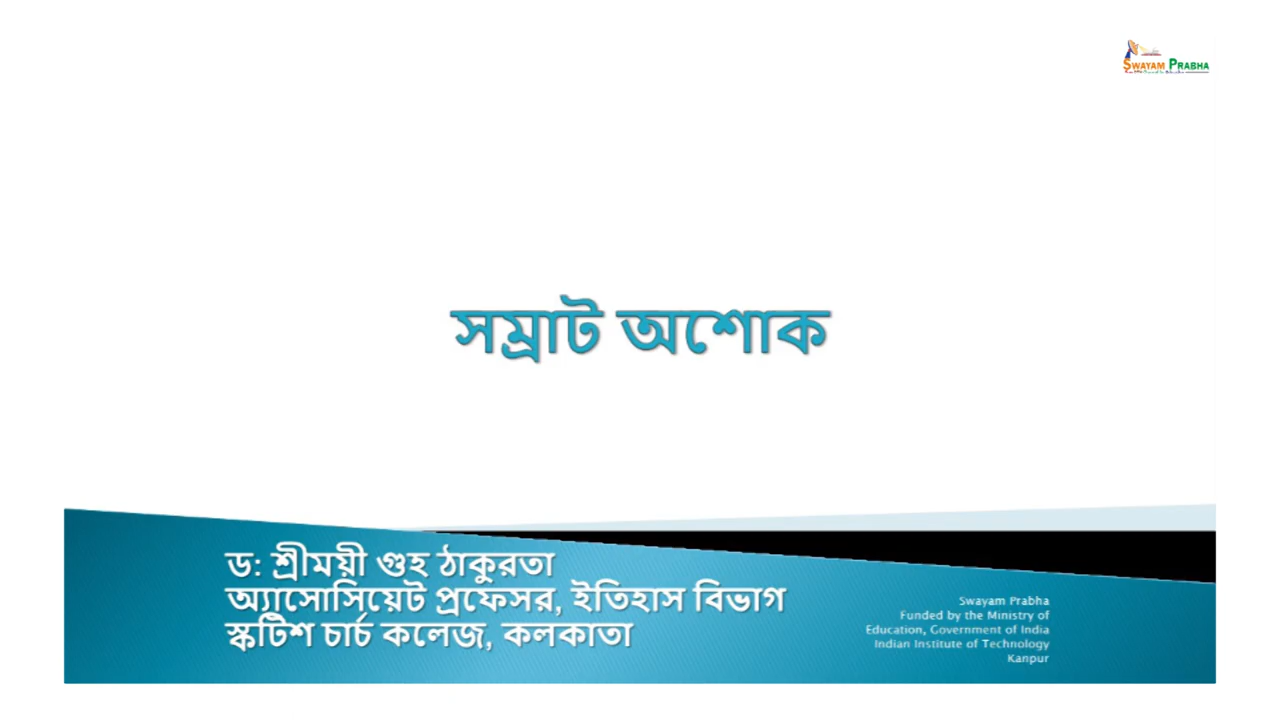 SWAYAM PRABHA
সম্রাট অশোক
ড: শ্রীময়ী গুহ ঠাকুরতা
অ্যাসোসিয়েট প্রফেসর, ইতিহাস বিভাগ
স্কটিশ চার্চ কলেজ, কলকাতা
Swayam Prabha
Funded by the Ministry of
Education, Government of India
Indian Institute of Technology
Kanpur